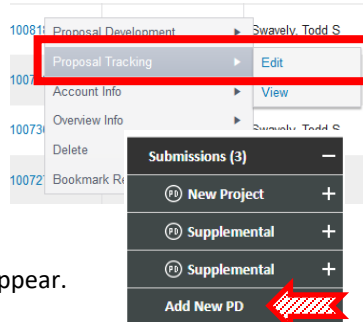 10081 Proposal Development Swavely, Todd S
Proposal Tracking Edit
1007 Account Info View
10073 Overview Info Swavely, Todd S
Delete
10072 Bookmark Re
Submissions (3) −
PD New Project +
PD Supplemental +
PD Supplemental +
ppear.
Add New PD